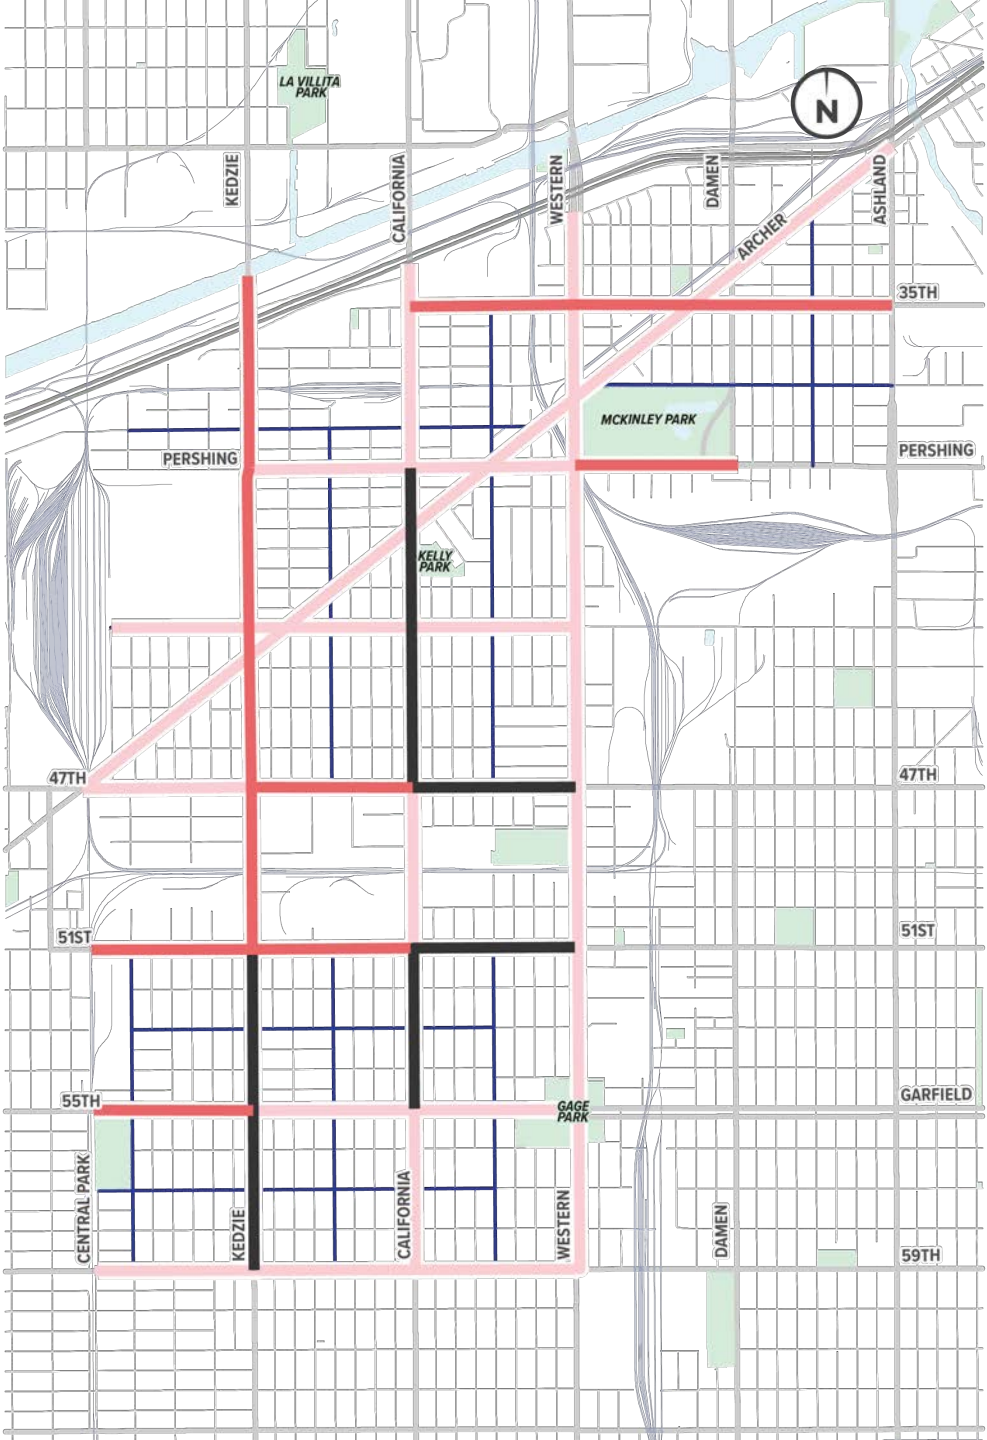 LA VILLITA
PARK
N
KEDZIE
CALIFORNIA
WESTERN
DAMEN
ASHLAND
ARCHER
35TH
MCKINLEY PARK
PERSHING
PERSHING
KELLY
PARK
47TH
47TH
51ST
51ST
55TH
GARFIELD
GAGE
PARK
CENTRAL PARK
KEDZIE
CALIFORNIA
WESTERN
DAMEN
59TH